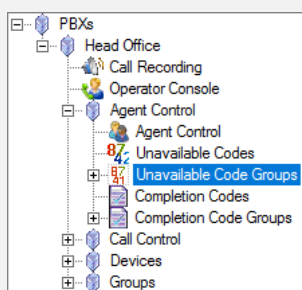 PBXs
Head Office
Call Recording
Operator Console
Agent Control
Agent Control
Unavailable Codes
Unavailable Code Groups
Completion Codes
Completion Code Groups
Call Control
Devices
Groups